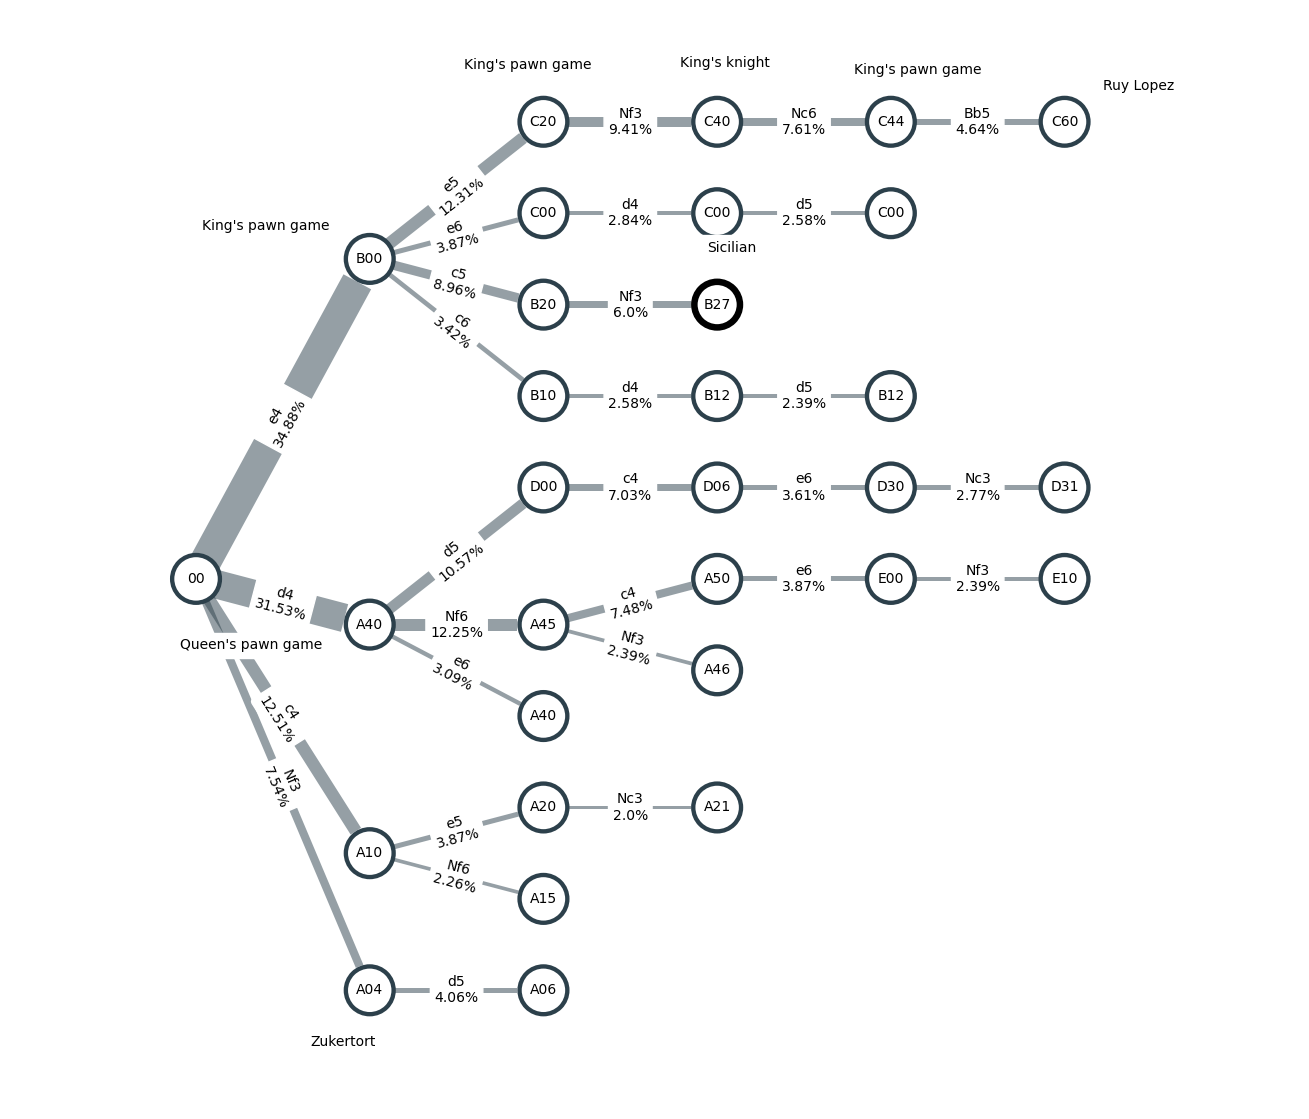 King's pawn game
King's knight
King's pawn game
Ruy Lopez
C20
Nf3
9.41%
C40
Nc6
7.61%
C44
Bb5
4.64%
C60
e5
12.31%
King's pawn game
B00
e6
3.87%
C00
d4
2.84%
C00
d5
2.58%
C00
Sicilian
c5
8.96%
B20
Nf3
6.0%
B27
c6
3.42%
B10
d4
2.58%
B12
d5
2.39%
B12
e4
34.88%
D00
c4
7.03%
D06
e6
3.61%
D30
Nc3
2.77%
D31
d5
10.57%
00
d4
31.53%
A40
Nf6
12.25%
A45
c4
7.48%
A50
e6
3.87%
E00
Nf3
2.39%
E10
Nf3
2.39%
A46
Queen's pawn game
e6
3.09%
A40
c4
12.51%
Nf3
7.54%
A10
e5
3.87%
A20
Nc3
2.0%
A21
Nf6
2.26%
A15
A04
d5
4.06%
A06
Zukertort